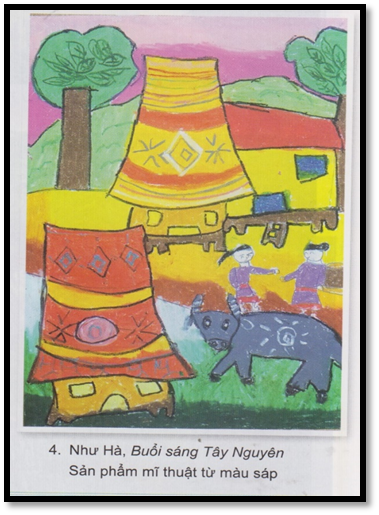 4. Như Hà, Buổi sáng Tây Nguyên
Sản phẩm mĩ thuật từ màu sáp